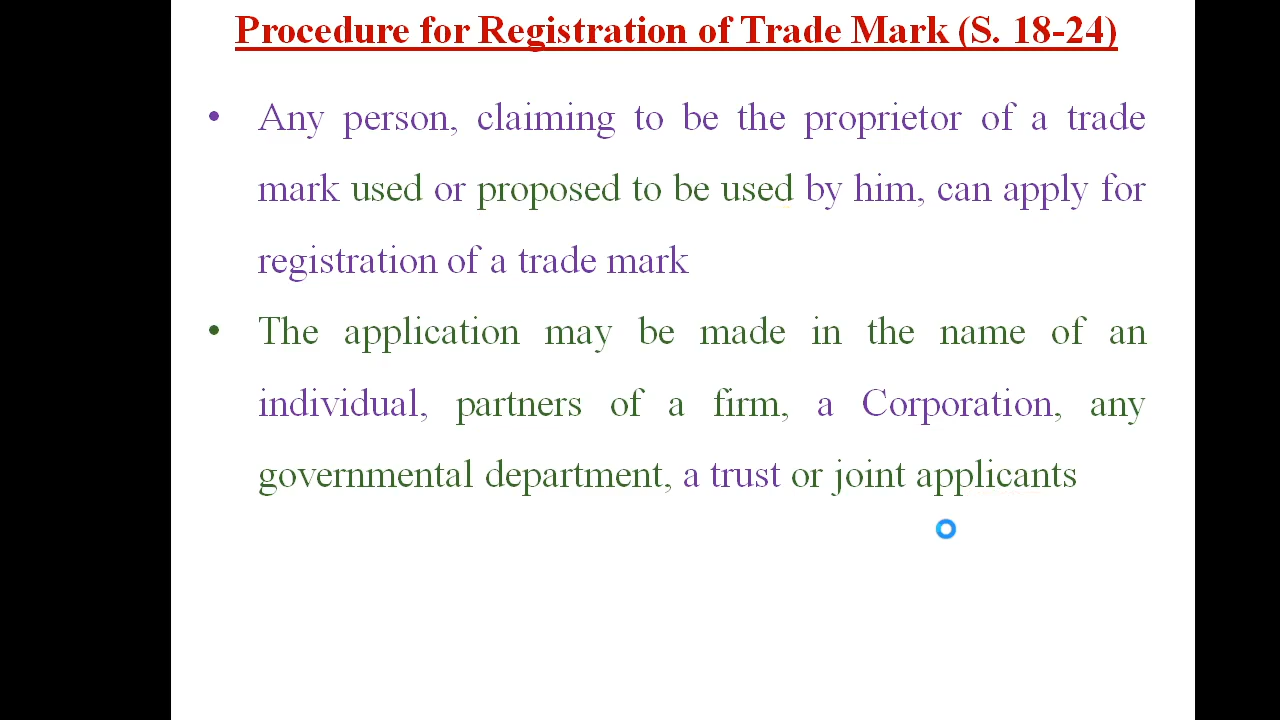 Procedure for Registration of Trade Mark (S. 18-24)
• Any person, claiming to be the proprietor of a trade
mark used or proposed to be used by him, can apply for
registration of a trade mark
• The application may be made in the name of an
individual, partners of a firm, a Corporation, any
governmental department, a trust or joint applicants